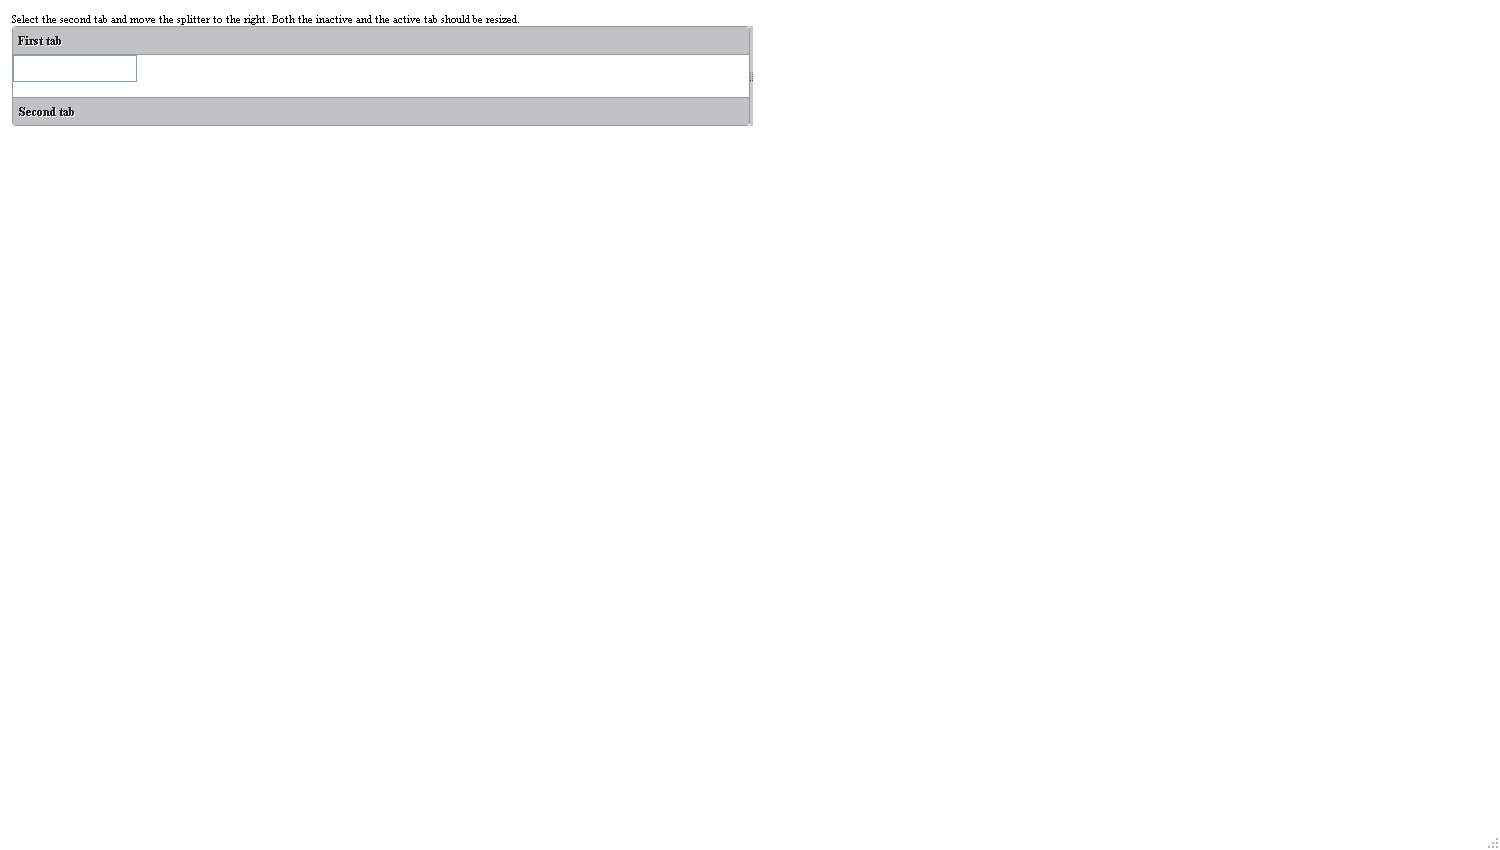 Select the second tab and move the splitter to the right. Both the inactive and the active tab should be resized.
First tab
Second tab